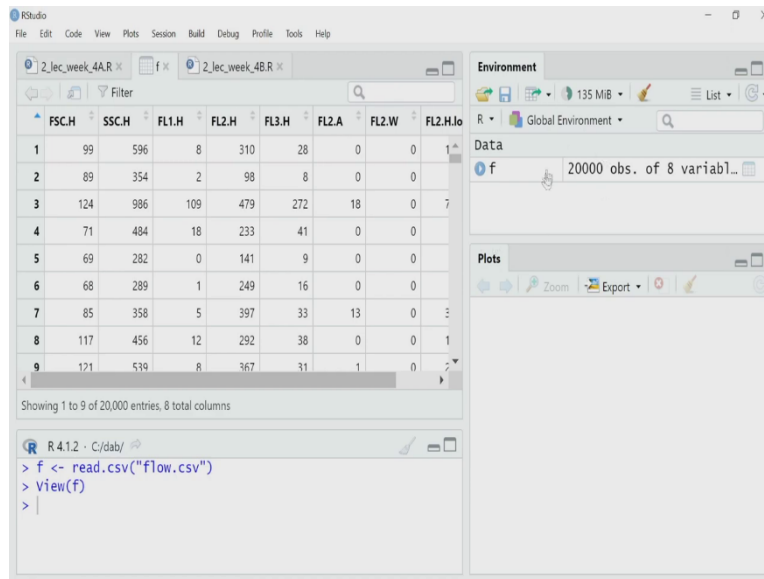 RStudio
File Edit Code View Plots Session Build Debug Profile Tools Help
2_lec_week_4A.R × f × 2_lec_week_4B.R ×
Filter
FSC.H SSC.H FL1.H FL2.H FL3.H FL2.A FL2.W FL2.H.lo
1 99 596 8 310 28 0 0 1
2 89 354 2 98 8 0 0
3 124 986 109 479 272 18 0 7
4 71 484 18 233 41 0 0
5 69 282 0 141 9 0 0
6 68 289 1 249 16 0 0
7 85 358 5 397 33 13 0 3
8 117 456 12 292 38 0 0 1
9 121 539 8 367 31 1 0 2
Showing 1 to 9 of 20,000 entries, 8 total columns
R 4.1.2 · C:/dab/
> f <- read.csv("flow.csv")
> View(f)
>
Environment
135 MiB List
R Global Environment
Data
f 20000 obs. of 8 variabl…
Plots
Zoom Export